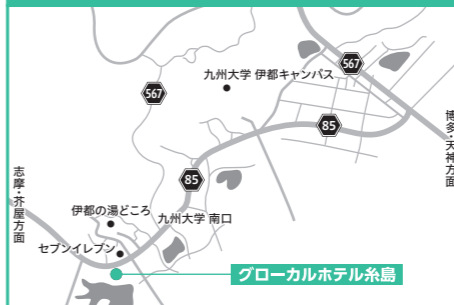 567
九州大学 伊都キャンパス
567
85
博多・天神方面
85
志摩・芥屋方面
伊都の湯どころ
九州大学 南口
セブンイレブン
グローカルホテル糸島